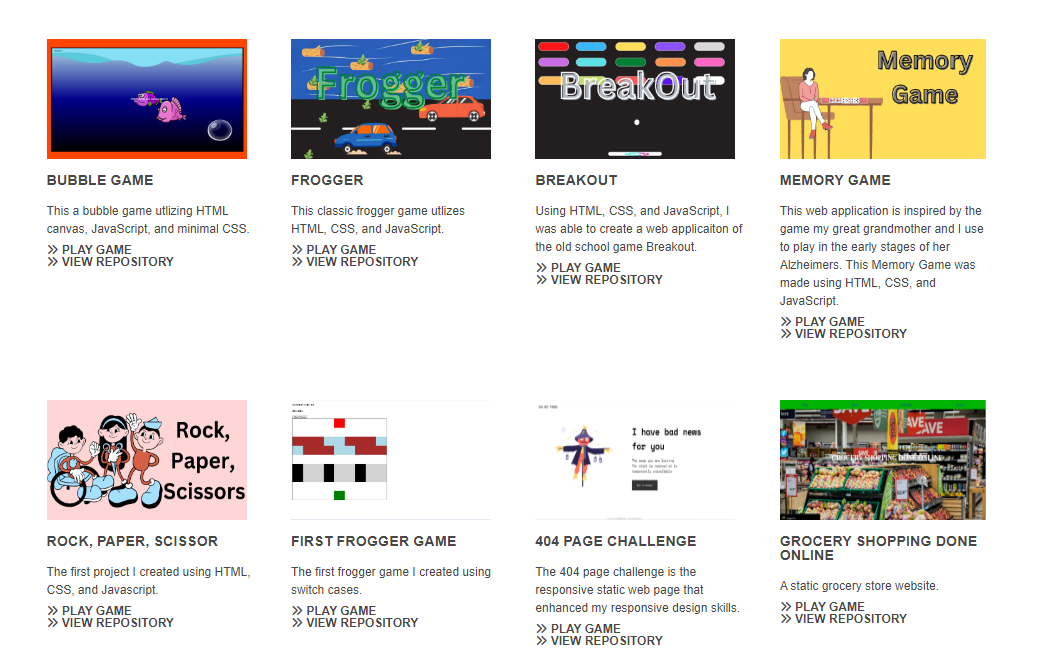 Frogger
BreakOut
Memory
Game
BUBBLE GAME
This a bubble game utlizing HTML
canvas, JavaScript, and minimal CSS.
PLAY GAME
VIEW REPOSITORY
FROGGER
This classic frogger game utlizes
HTML, CSS, and JavaScript.
PLAY GAME
VIEW REPOSITORY
BREAKOUT
Using HTML, CSS, and JavaScript, I
was able to create a web applicaiton of
the old school game Breakout.
PLAY GAME
VIEW REPOSITORY
MEMORY GAME
This web application is inspired by the
game my great grandmother and I use
to play in the early stages of her
Alzheimers. This Memory Game was
made using HTML, CSS, and
JavaScript.
PLAY GAME
VIEW REPOSITORY
Rock,
Paper,
Scissors
I have bad news
for you
SAVE
SAVE
GROCERY SHOPPING DONE ONLINE
ROCK, PAPER, SCISSOR
The first project I created using HTML,
CSS, and Javascript.
PLAY GAME
VIEW REPOSITORY
FIRST FROGGER GAME
The first frogger game I created using
switch cases.
PLAY GAME
VIEW REPOSITORY
404 PAGE CHALLENGE
The 404 page challenge is the
responsive static web page that
enhanced my responsive design skills.
PLAY GAME
VIEW REPOSITORY
GROCERY SHOPPING DONE
ONLINE
A static grocery store website.
PLAY GAME
VIEW REPOSITORY